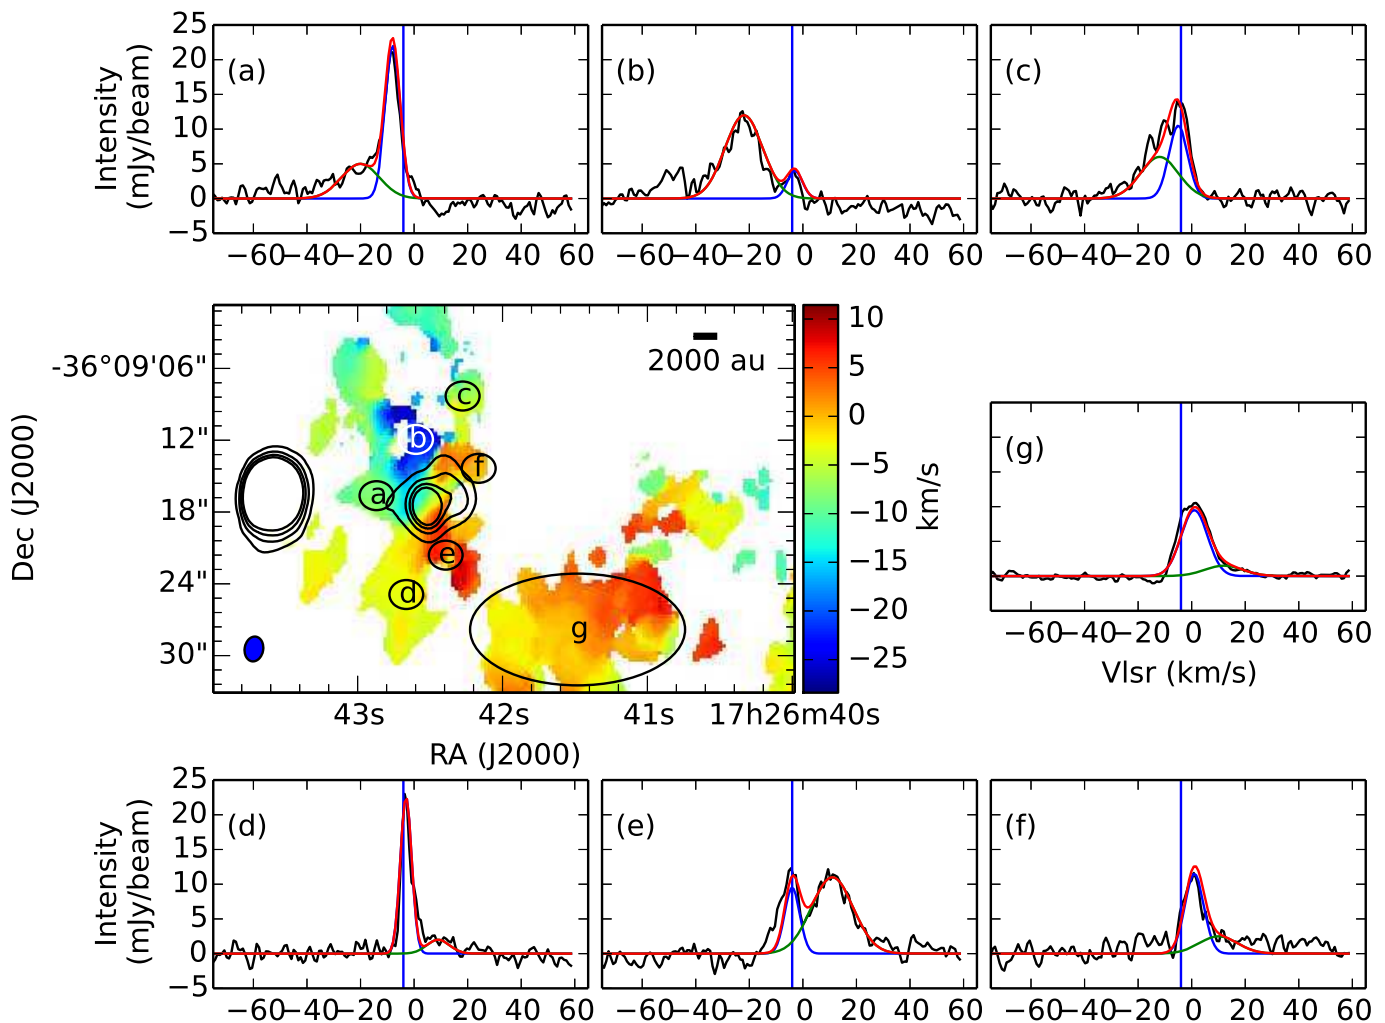 25
20
15
10
5
0
−5
Intensity
(mJy/beam)
(a)
(b)
(c)
−60 −40 −20 0 20 40 60
−60 −40 −20 0 20 40 60
−60 −40 −20 0 20 40 60
-36°09'06"
12"
18"
24"
30"
Dec (J2000)
2000 au
c
b
f
a
e
d
g
10
5
0
−5
−10
−15
−20
−25
km/s
43s 42s 41s 17h26m40s
RA (J2000)
(g)
−60 −40 −20 0 20 40 60
Vlsr (km/s)
25
20
15
10
5
0
−5
Intensity
(mJy/beam)
(d)
(e)
(f)
−60 −40 −20 0 20 40 60
−60 −40 −20 0 20 40 60
−60 −40 −20 0 20 40 60